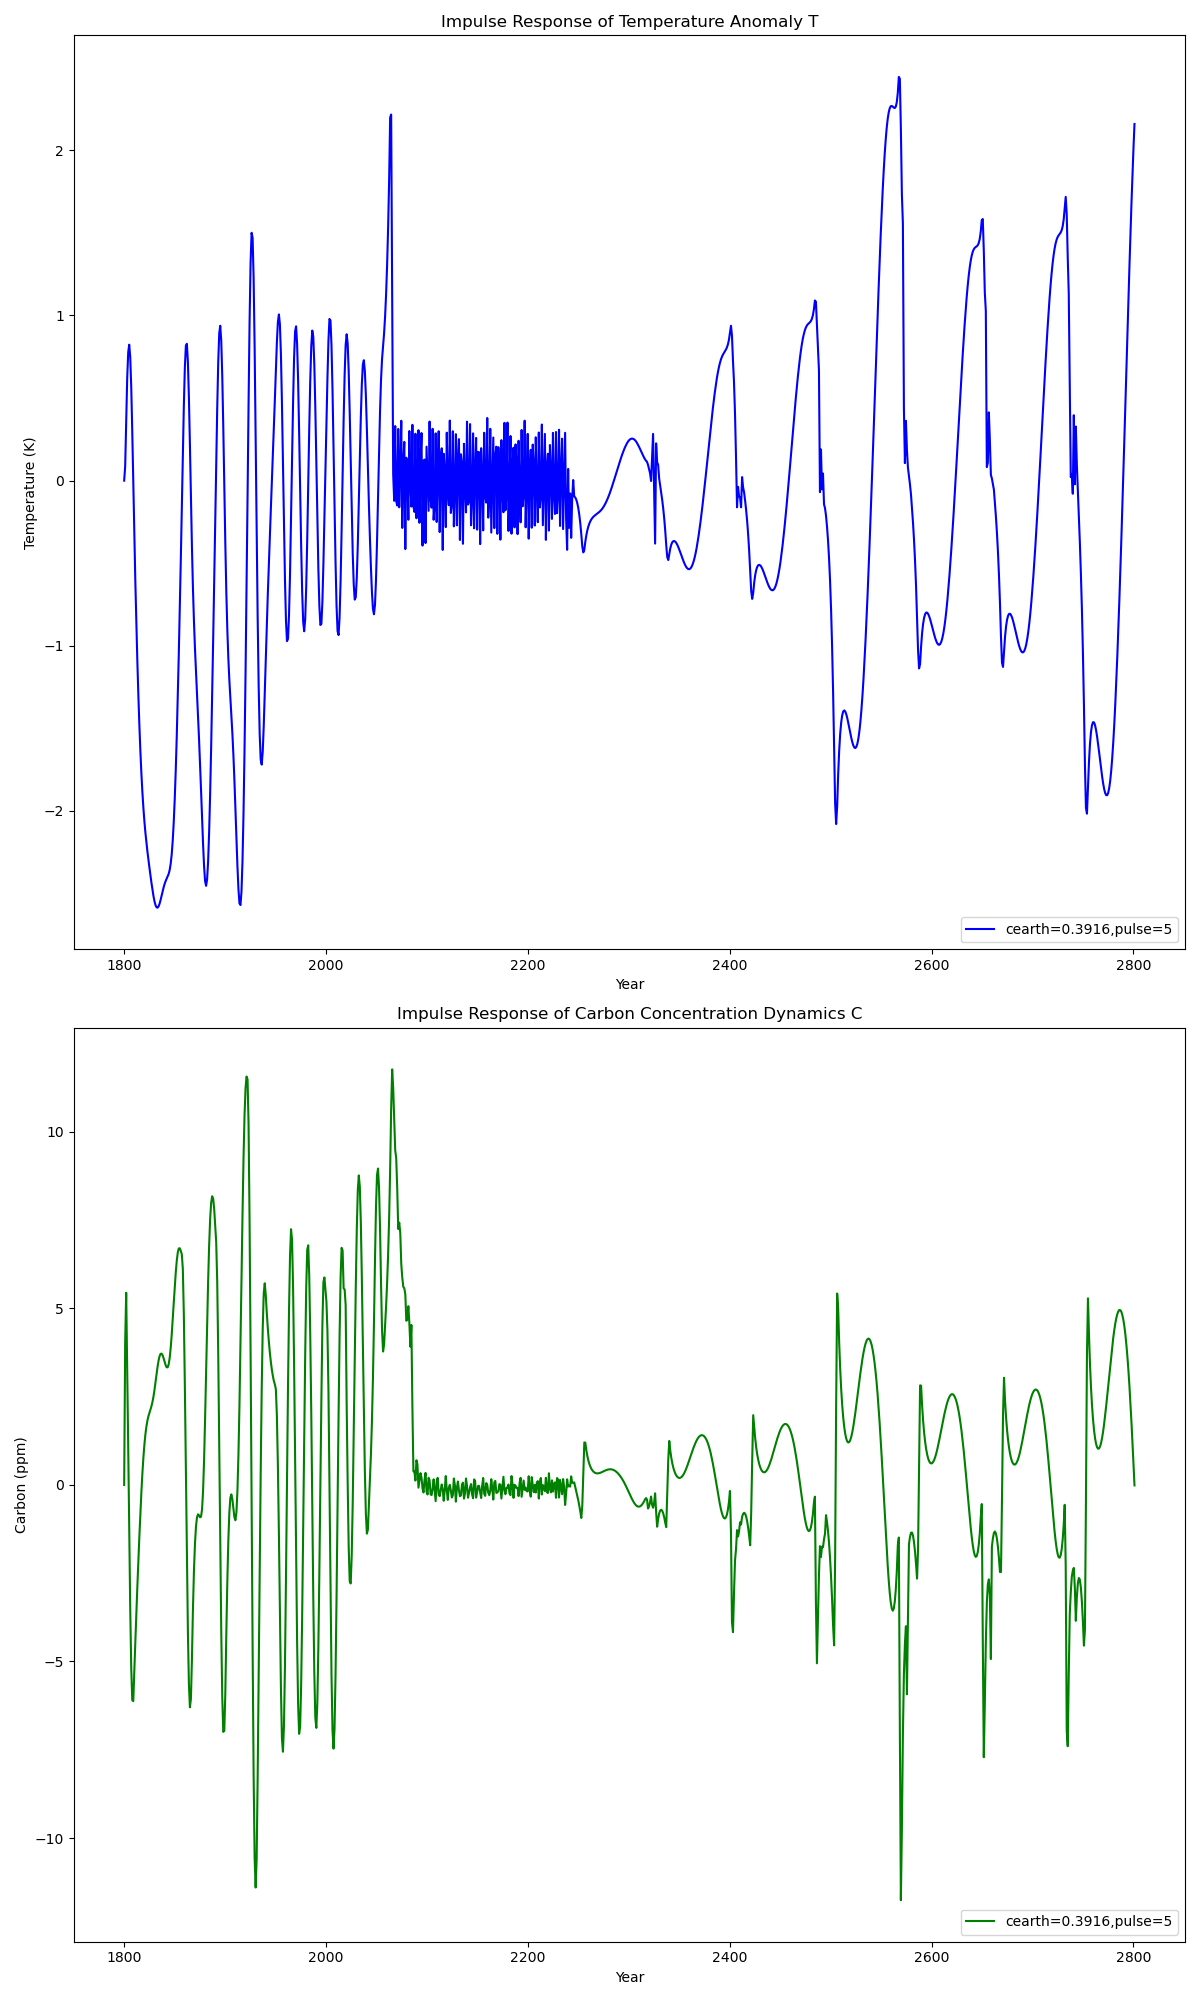 Impulse Response of Temperature Anomaly T
Temperature (K)
2
1
0
−1
−2
cearth=0.3916,pulse=5
1800 2000 2200 2400 2600 2800
Year
Impulse Response of Carbon Concentration Dynamics C
Carbon (ppm)
10
5
0
−5
−10
cearth=0.3916,pulse=5
1800 2000 2200 2400 2600 2800
Year